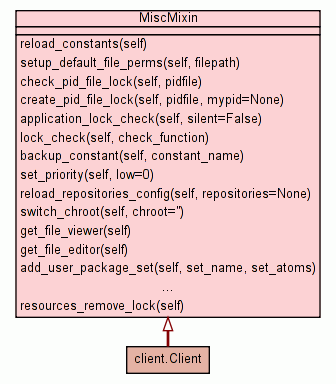 MiscMixin
reload_constants(self)
setup_default_file_perms(self, filepath)
check_pid_file_lock(self, pidfile)
create_pid_file_lock(self, pidfile, mypid=None)
application_lock_check(self, silent=False)
lock_check(self, check_function)
backup_constant(self, constant_name)
set_priority(self, low=0)
reload_repositories_config(self, repositories=None)
switch_chroot(self, chroot='')
get_file_viewer(self)
get_file_editor(self)
add_user_package_set(self, set_name, set_atoms)
...
resources_remove_lock(self)
client.Client